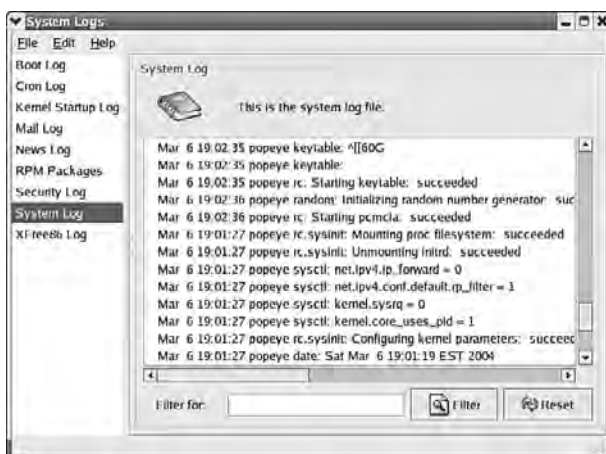 System Logs
File Edit Help
Boot Log
Cron Log
Kernel Startup Log
Mail Log
News Log
RPM Packages
Security Log
System Log
XFree86 Log
System Log
This is the system log file.
Mar 6 19:02:35 popeye keytable: ^[[60G
Mar 6 19:02:35 popeye keytable:
Mar 6 19:02:35 popeye rc: Starting keytable: succeeded
Mar 6 19:02:36 popeye random: Initializing random number generator: suc
Mar 6 19:02:36 popeye rc: Starting pcmcia: succeeded
Mar 6 19:01:27 popeye rc.sysinit: Mounting proc filesystem: succeeded
Mar 6 19:01:27 popeye rc.sysinit: Unmounting initrd: succeeded
Mar 6 19:01:27 popeye sysctl: net.ipv4.ip_forward = 0
Mar 6 19:01:27 popeye sysctl: net.ipv4.conf.default.rp_filter = 1
Mar 6 19:01:27 popeye sysctl: kernel.sysrq = 0
Mar 6 19:01:27 popeye sysctl: kernel.core_uses_pid = 1
Mar 6 19:01:27 popeye rc.sysinit: Configuring kernel parameters: succeed
Mar 6 19:01:27 popeye date: Sat Mar 6 19:01:19 EST 2004
Filter for: Filter Reset